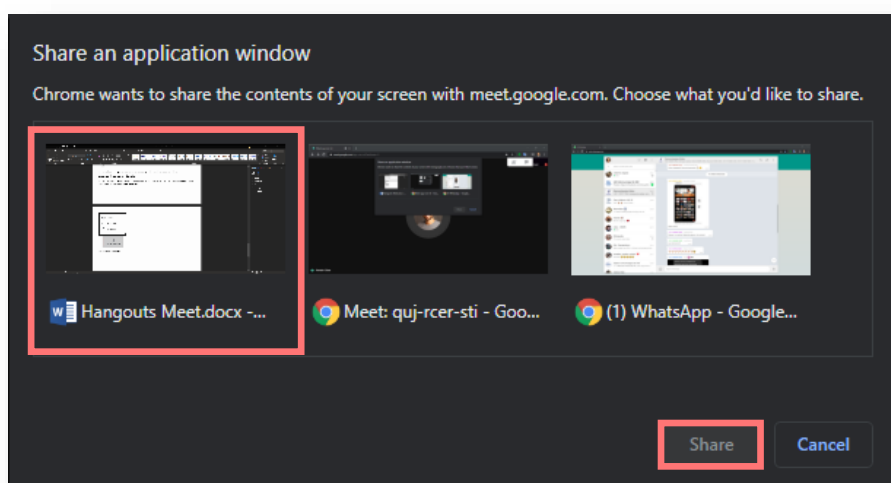 Share an application window
Chrome wants to share the contents of your screen with meet.google.com. Choose what you'd like to share.
Hangouts Meet.docx -...
Meet: quj-rcer-sti - Goo...
(1) WhatsApp - Google...
Share
Cancel